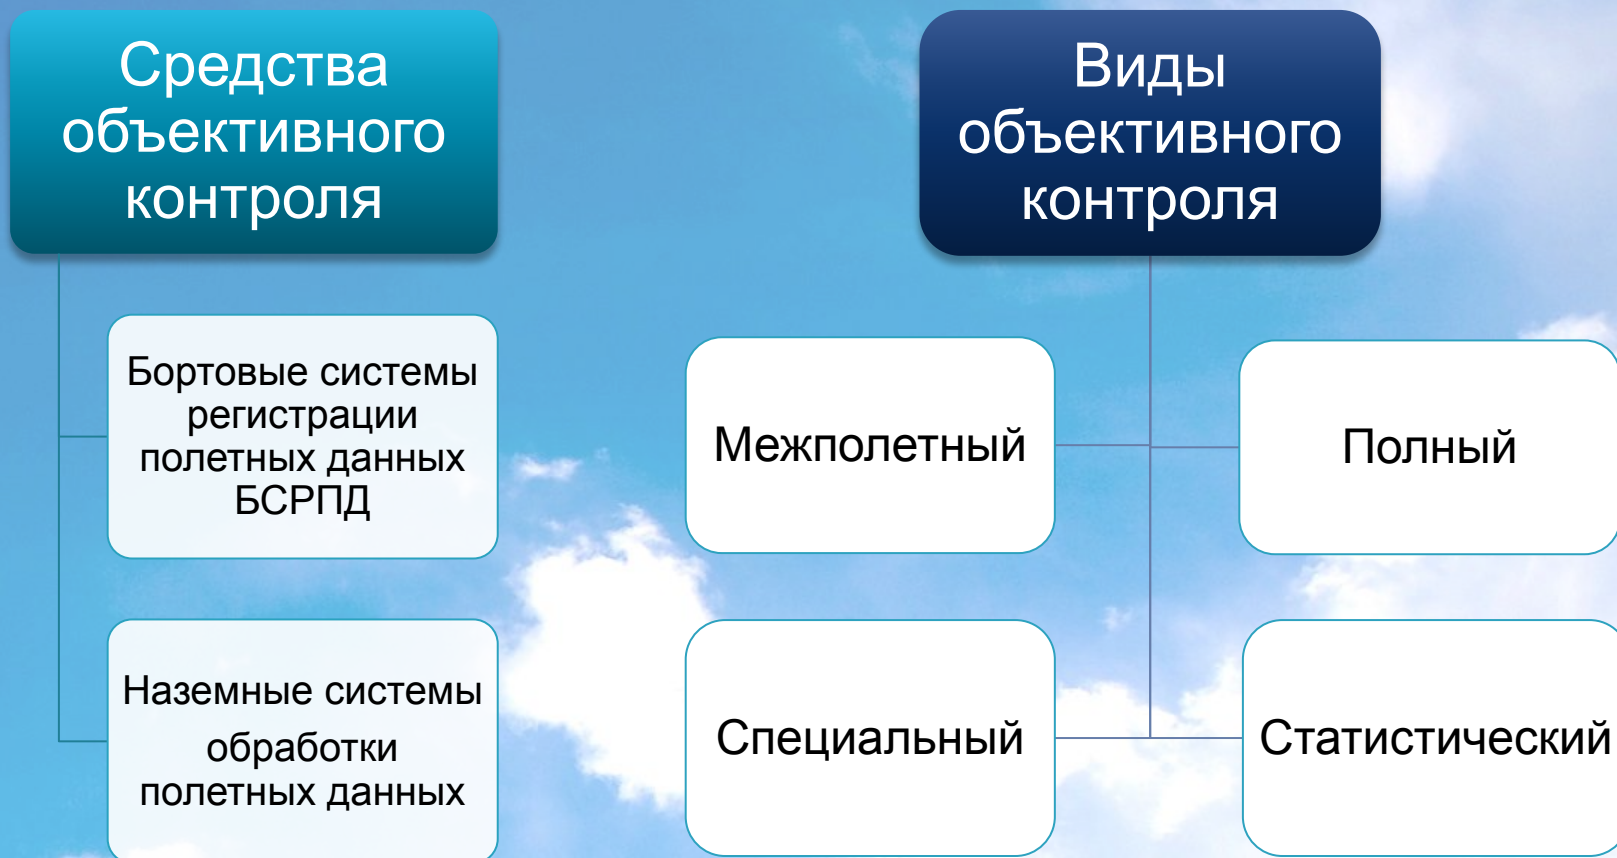 Средства
объективного
контроля
Бортовые системы
регистрации
полетных данных
БСРПД
Наземные системы
обработки
полетных данных
Виды
объективного
контроля
Межполетный
Полный
Специальный
Статистический